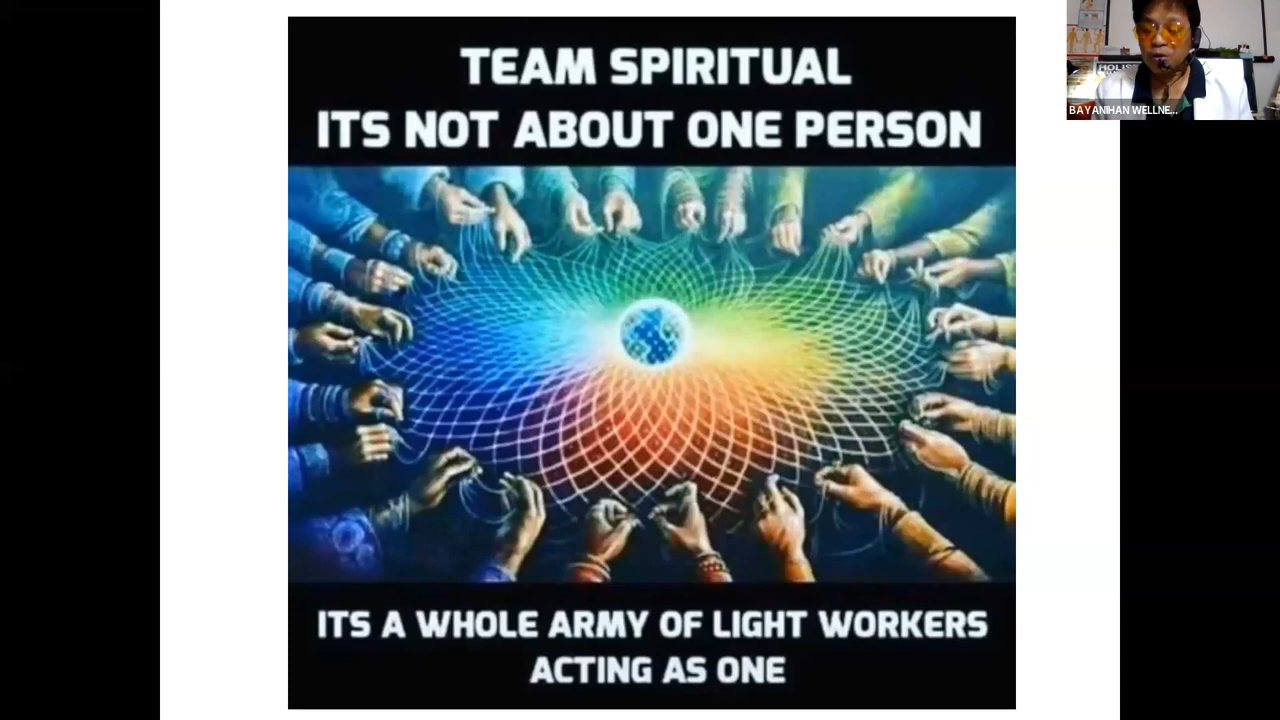 TEAM SPIRITUAL
ITS NOT ABOUT ONE PERSON
ITS A WHOLE ARMY OF LIGHT WORKERS
ACTING AS ONE
BAYANIHAN WELLNE...